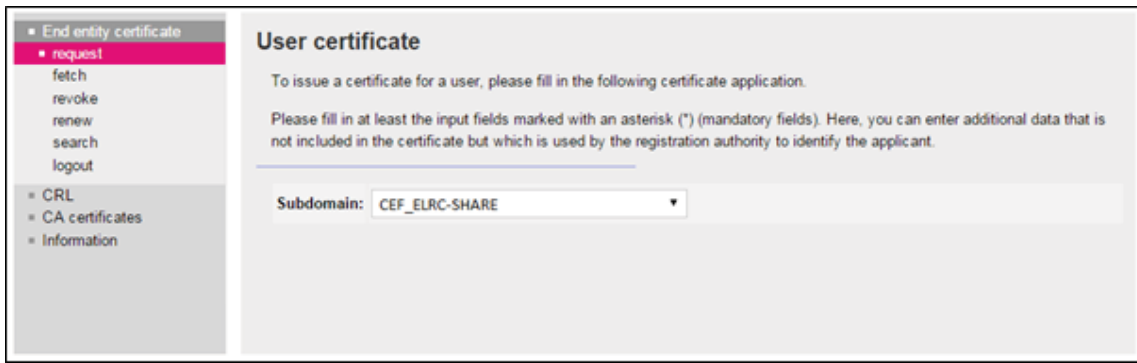 End entity certificate
request
fetch
revoke
renew
search
logout
CRL
CA certificates
Information
User certificate
To issue a certificate for a user, please fill in the following certificate application.
Please fill in at least the input fields marked with an asterisk (*) (mandatory fields). Here, you can enter additional data that is
not included in the certificate but which is used by the registration authority to identify the applicant.
Subdomain: CEF_ELRC-SHARE